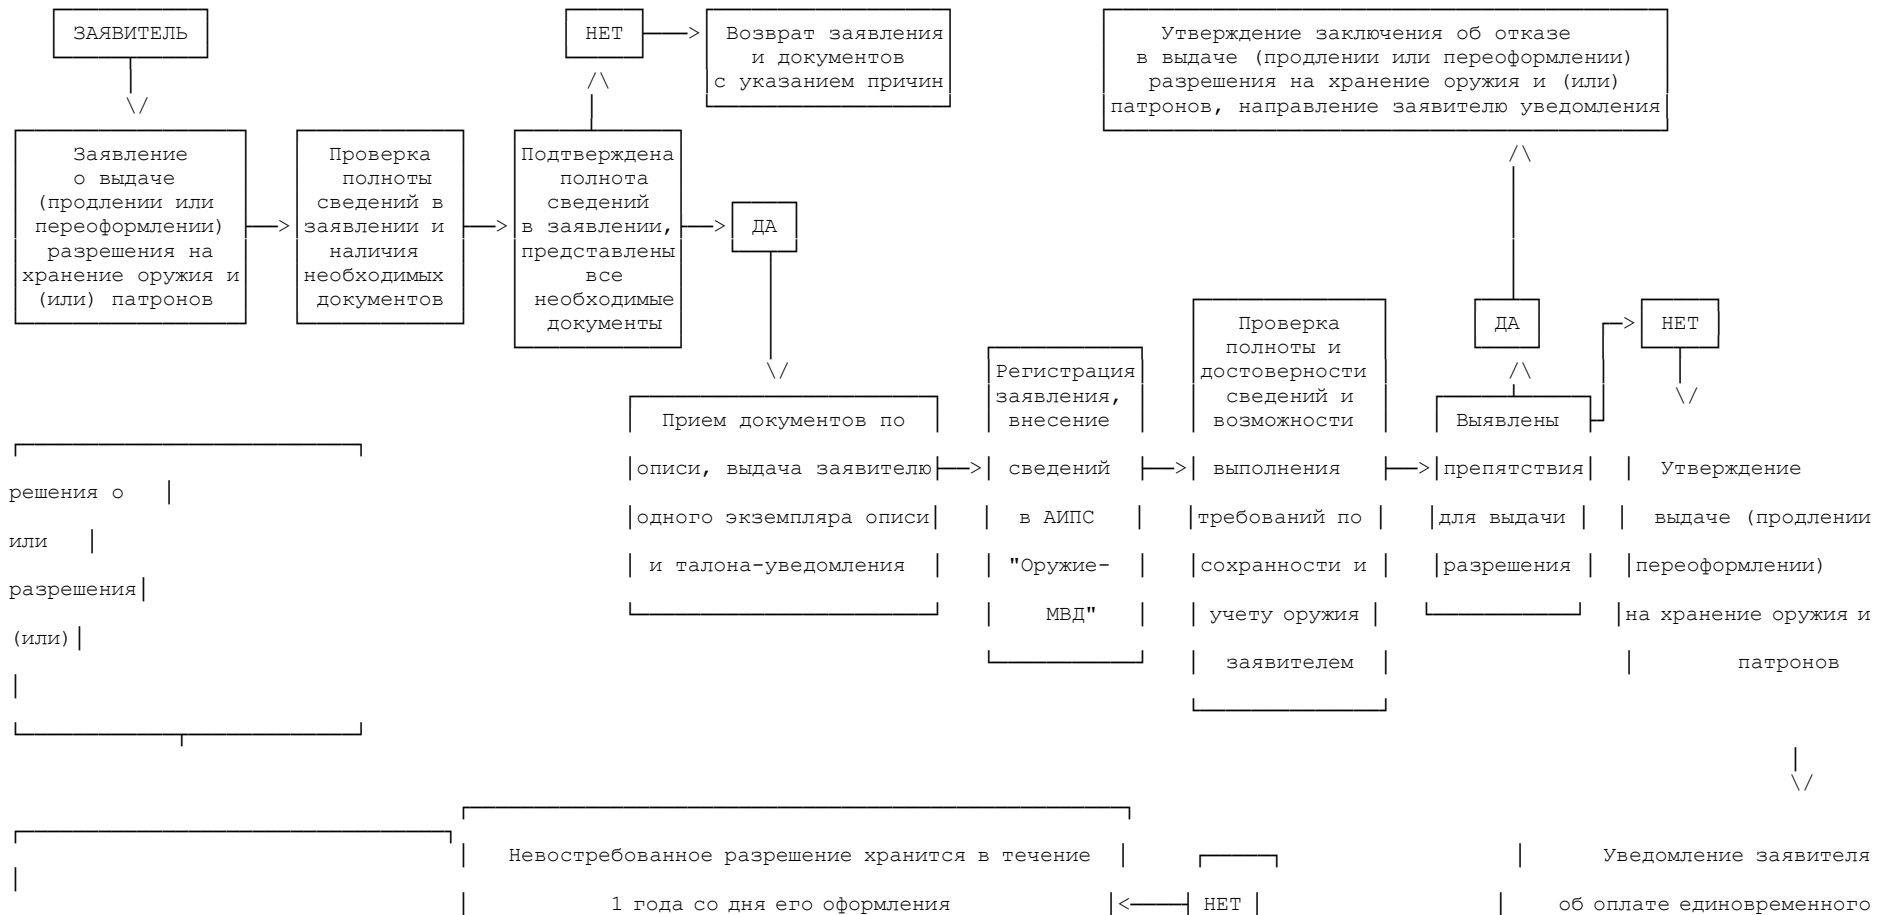 ЗАЯВИТЕЛЬ
НЕТ
Возврат заявления
и документов
с указанием причин
Утверждение заключения об отказе
в выдаче (продлении или переоформлении)
разрешения на хранение оружия и (или)
патронов, направление заявителю уведомления
Заявление
о выдаче
(продлении или
переоформлении)
разрешения на
хранение оружия и
(или) патронов
Проверка
полноты
сведений в
заявлении и
наличия
необходимых
документов
Подтверждена
полнота
сведений
в заявлении,
представлены
все
необходимые
документы
ДА
Прием документов по
описи, выдача заявителю
одного экземпляра описи
и талона-уведомления
Регистрация
заявления,
внесение
сведений
в АИПС
"Оружие-
МВД"
Проверка
полноты и
достоверности
сведений и
возможности
выполнения
требований по
сохранности и
учету оружия
заявителем
ДА
НЕТ
Выявлены
препятствия
для выдачи
разрешения
Утверждение
решения о
выдаче (продлении
или
переоформлении)
разрешения
на хранение оружия и
(или)
патронов
Невостребованное разрешение хранится в течение
1 года со дня его оформления
НЕТ
Уведомление заявителя
об оплате единовременного